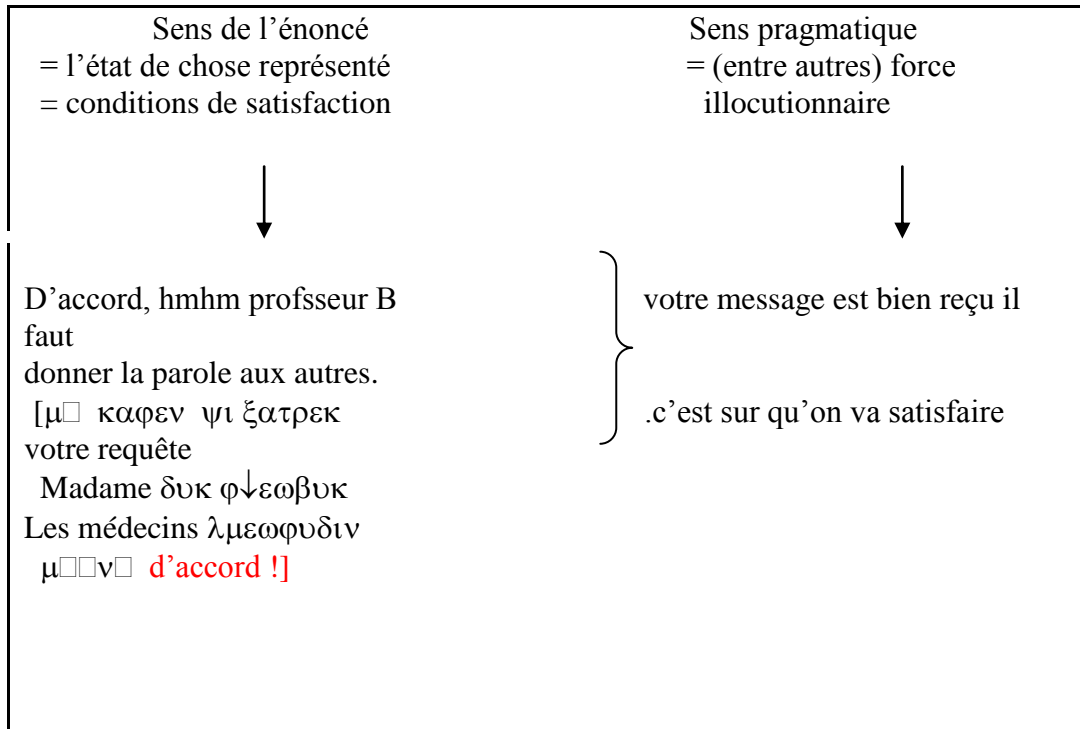 Sens de l’énoncé
= l’état de chose représenté
= conditions de satisfaction
Sens pragmatique
= (entre autres) force
illocutionnaire
D’accord, hmhm profsseur B
faut
donner la parole aux autres.
[μ□ καφεν ψι ξατρεκ
votre requête
Madame δυκ φ↓εωβυκ
Les médecins λμεωφυδιν
μ□□ν□ d’accord !]
votre message est bien reçu il
.c’est sur qu’on va satisfaire